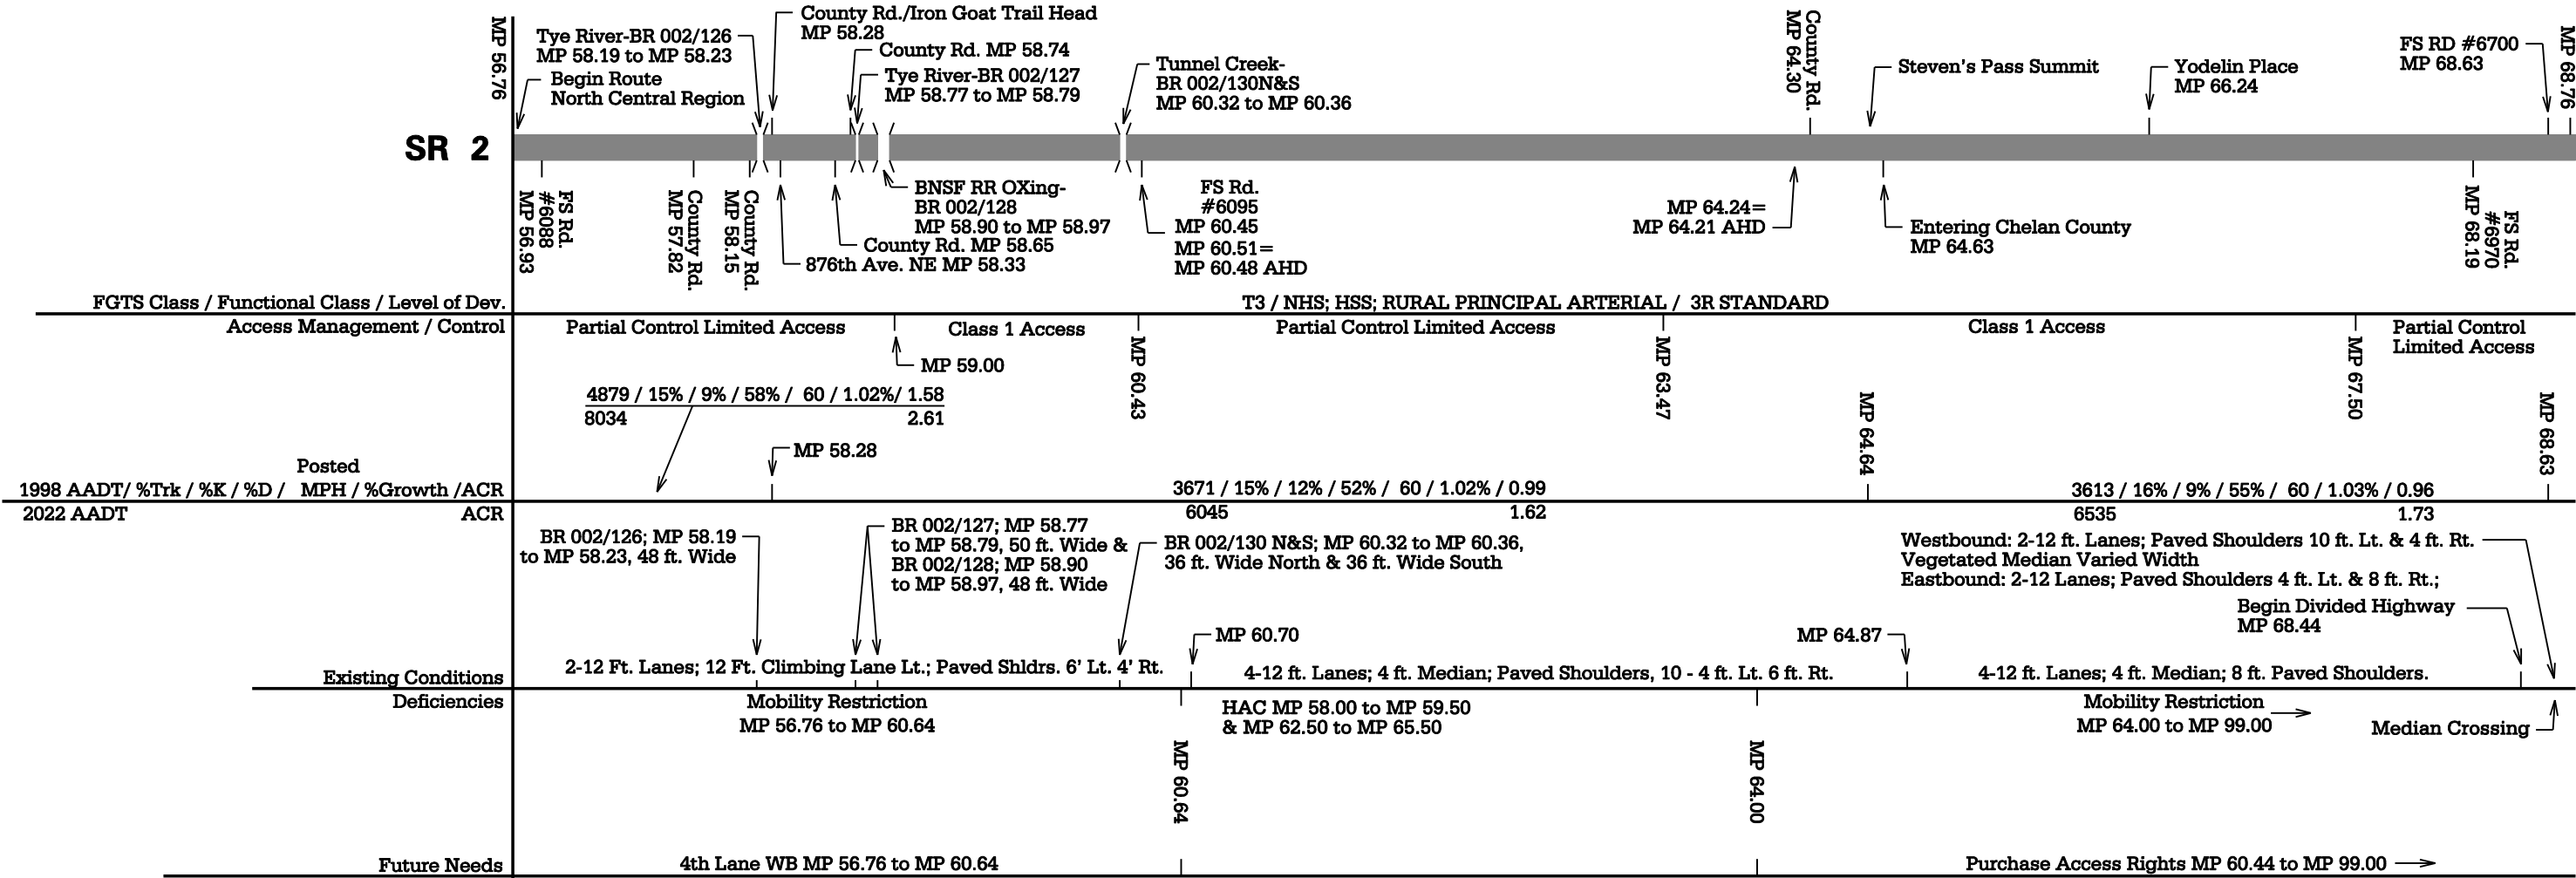 MP 56.76
Tye River-BR 002/126
MP 58.19 to MP 58.23
Begin Route
North Central Region
County Rd./Iron Goat Trail Head
MP 58.28
County Rd. MP 58.74
Tye River-BR 002/127
MP 58.77 to MP 58.79
Tunnel Creek-
BR 002/130N&S
MP 60.32 to MP 60.36
County Rd.
MP 64.30
Steven's Pass Summit
Yodelin Place
MP 66.24
FS RD #6700
MP 68.63
MP 68.76
SR 2
FS Rd.
#6088
MP 56.93
County Rd.
MP 57.82
County Rd.
MP 58.15
BNSF RR OXing-
BR 002/128
MP 58.90 to MP 58.97
County Rd. MP 58.65
876th Ave. NE MP 58.33
FS Rd.
#6095
MP 60.45
MP 60.51=
MP 60.48 AHD
MP 64.24=
MP 64.21 AHD
Entering Chelan County
MP 64.63
FS Rd.
#6970
MP 68.19
FGTS Class / Functional Class / Level of Dev.
T3 / NHS; HSS; RURAL PRINCIPAL ARTERIAL / 3R STANDARD
Access Management / Control
Partial Control Limited Access
Class 1 Access
Partial Control Limited Access
Class 1 Access
Partial Control
Limited Access
MP 59.00
MP 60.43
MP 63.47
MP 67.50
4879 / 15% / 9% / 58% / 60 / 1.02%/ 1.58
8034 2.61
MP 58.28
MP 64.64
MP 68.63
Posted
1998 AADT/ %Trk / %K / %D / MPH / %Growth /ACR
3671 / 15% / 12% / 52% / 60 / 1.02% / 0.99
3613 / 16% / 9% / 55% / 60 / 1.03% / 0.96
2022 AADT ACR
6045 1.62
6535 1.73
BR 002/126; MP 58.19
to MP 58.23, 48 ft. Wide
BR 002/127; MP 58.77
to MP 58.79, 50 ft. Wide &
BR 002/128; MP 58.90
to MP 58.97, 48 ft. Wide
BR 002/130 N&S; MP 60.32 to MP 60.36,
36 ft. Wide North & 36 ft. Wide South
Westbound: 2-12 ft. Lanes; Paved Shoulders 10 ft. Lt. & 4 ft. Rt.
Vegetated Median Varied Width
Eastbound: 2-12 Lanes; Paved Shoulders 4 ft. Lt. & 8 ft. Rt.;
Begin Divided Highway
MP 68.44
MP 60.70
MP 64.87
Existing Conditions
2-12 Ft. Lanes; 12 Ft. Climbing Lane Lt.; Paved Shldrs. 6' Lt. 4' Rt.
4-12 ft. Lanes; 4 ft. Median; Paved Shoulders, 10 - 4 ft. Lt. 6 ft. Rt.
4-12 ft. Lanes; 4 ft. Median; 8 ft. Paved Shoulders.
Deficiencies
Mobility Restriction
MP 56.76 to MP 60.64
HAC MP 58.00 to MP 59.50
& MP 62.50 to MP 65.50
Mobility Restriction
MP 64.00 to MP 99.00
Median Crossing
MP 60.64
MP 64.00
Future Needs
4th Lane WB MP 56.76 to MP 60.64
Purchase Access Rights MP 60.44 to MP 99.00